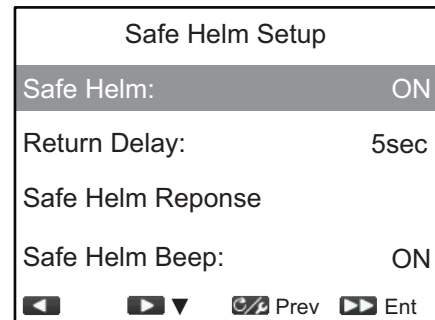 Safe Helm Setup
Safe Helm: ON
Return Delay: 5sec
Safe Helm Reponse
Safe Helm Beep: ON
◀ ▶ ▼ Prev ▶▶ Ent